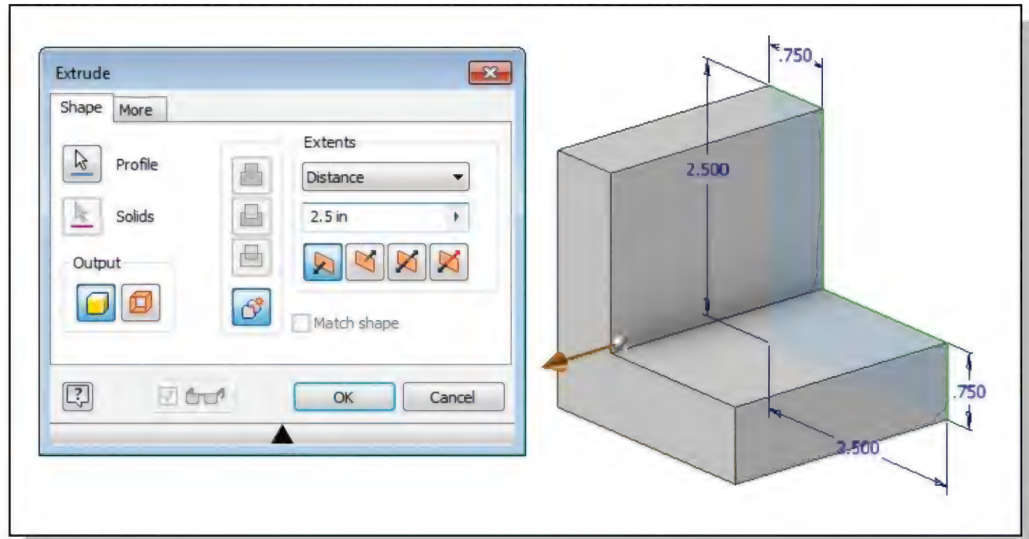 Extrude
Shape
More
Profile
Solids
Output
Extents
Distance
2.5 in
Match shape
OK
Cancel
.750
2.500
.750
2.500